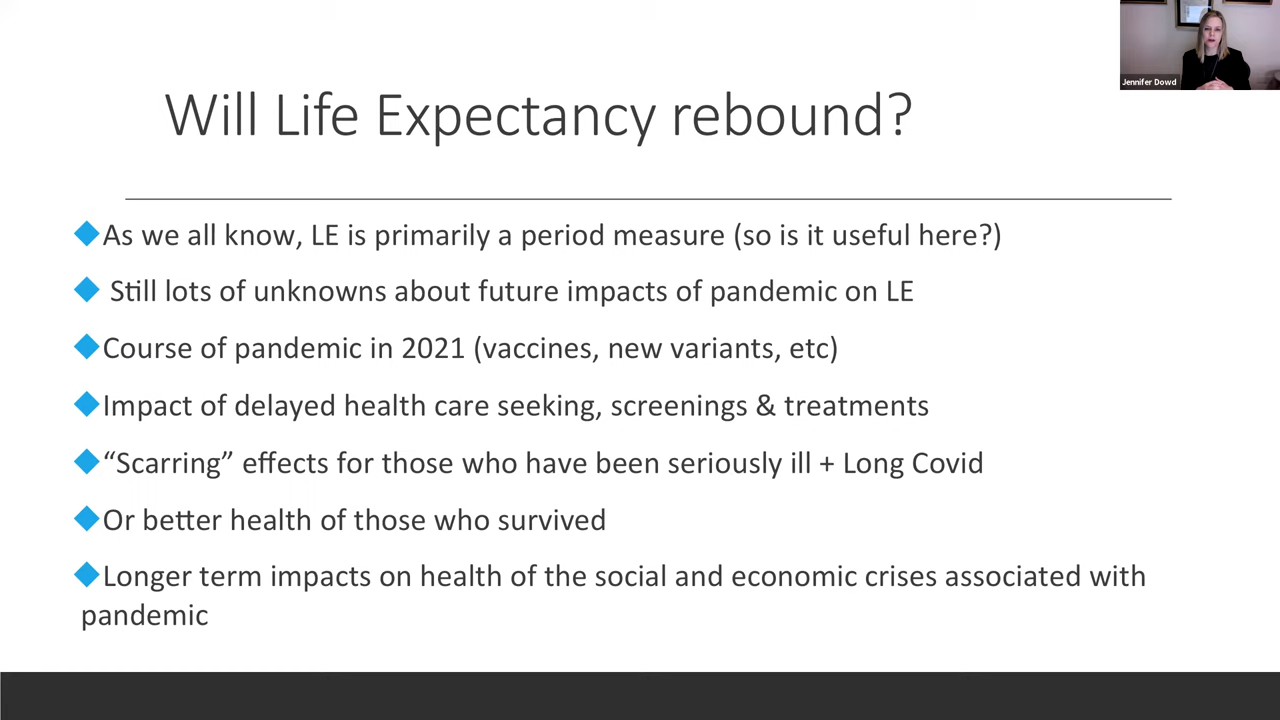 Jennifer Dowd
Will Life Expectancy rebound?
As we all know, LE is primarily a period measure (so is it useful here?)
Still lots of unknowns about future impacts of pandemic on LE
Course of pandemic in 2021 (vaccines, new variants, etc)
Impact of delayed health care seeking, screenings & treatments
“Scarring” effects for those who have been seriously ill + Long Covid
Or better health of those who survived
Longer term impacts on health of the social and economic crises associated with
pandemic